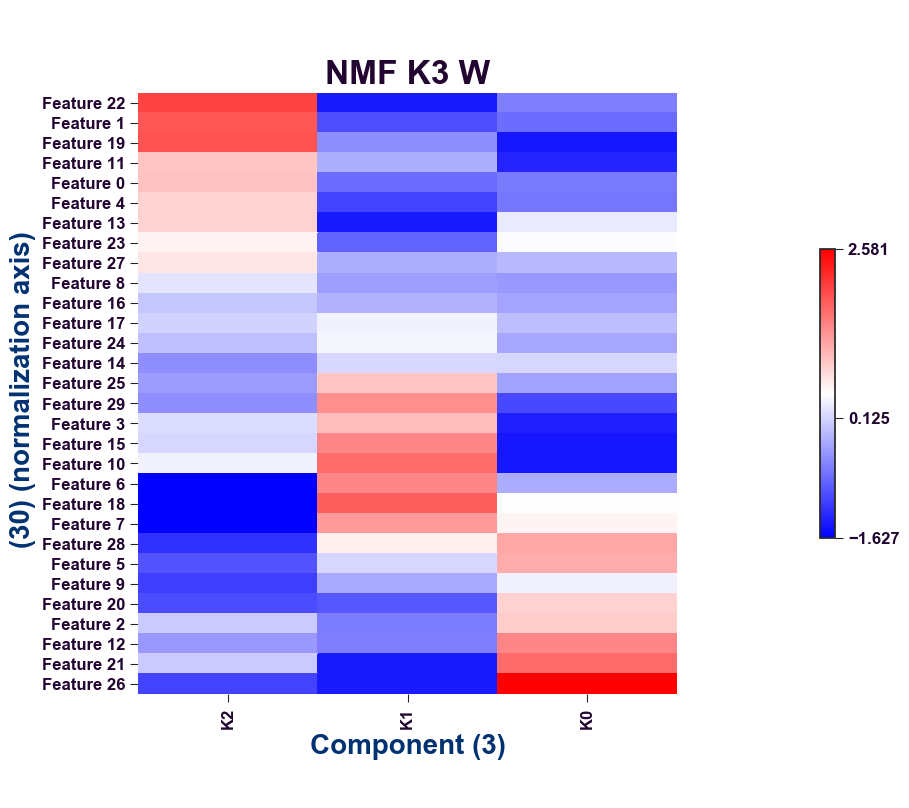 NMF K3 W
Feature 22
Feature 1
Feature 19
Feature 11
Feature 0
Feature 4
Feature 13
Feature 23
Feature 27
Feature 8
Feature 16
Feature 17
Feature 24
Feature 14
Feature 25
Feature 29
Feature 3
Feature 15
Feature 10
Feature 6
Feature 18
Feature 7
Feature 28
Feature 5
Feature 9
Feature 20
Feature 2
Feature 12
Feature 21
Feature 26
(30) (normalization axis)
K2
K1
K0
Component (3)
2.581
0.125
−1.627